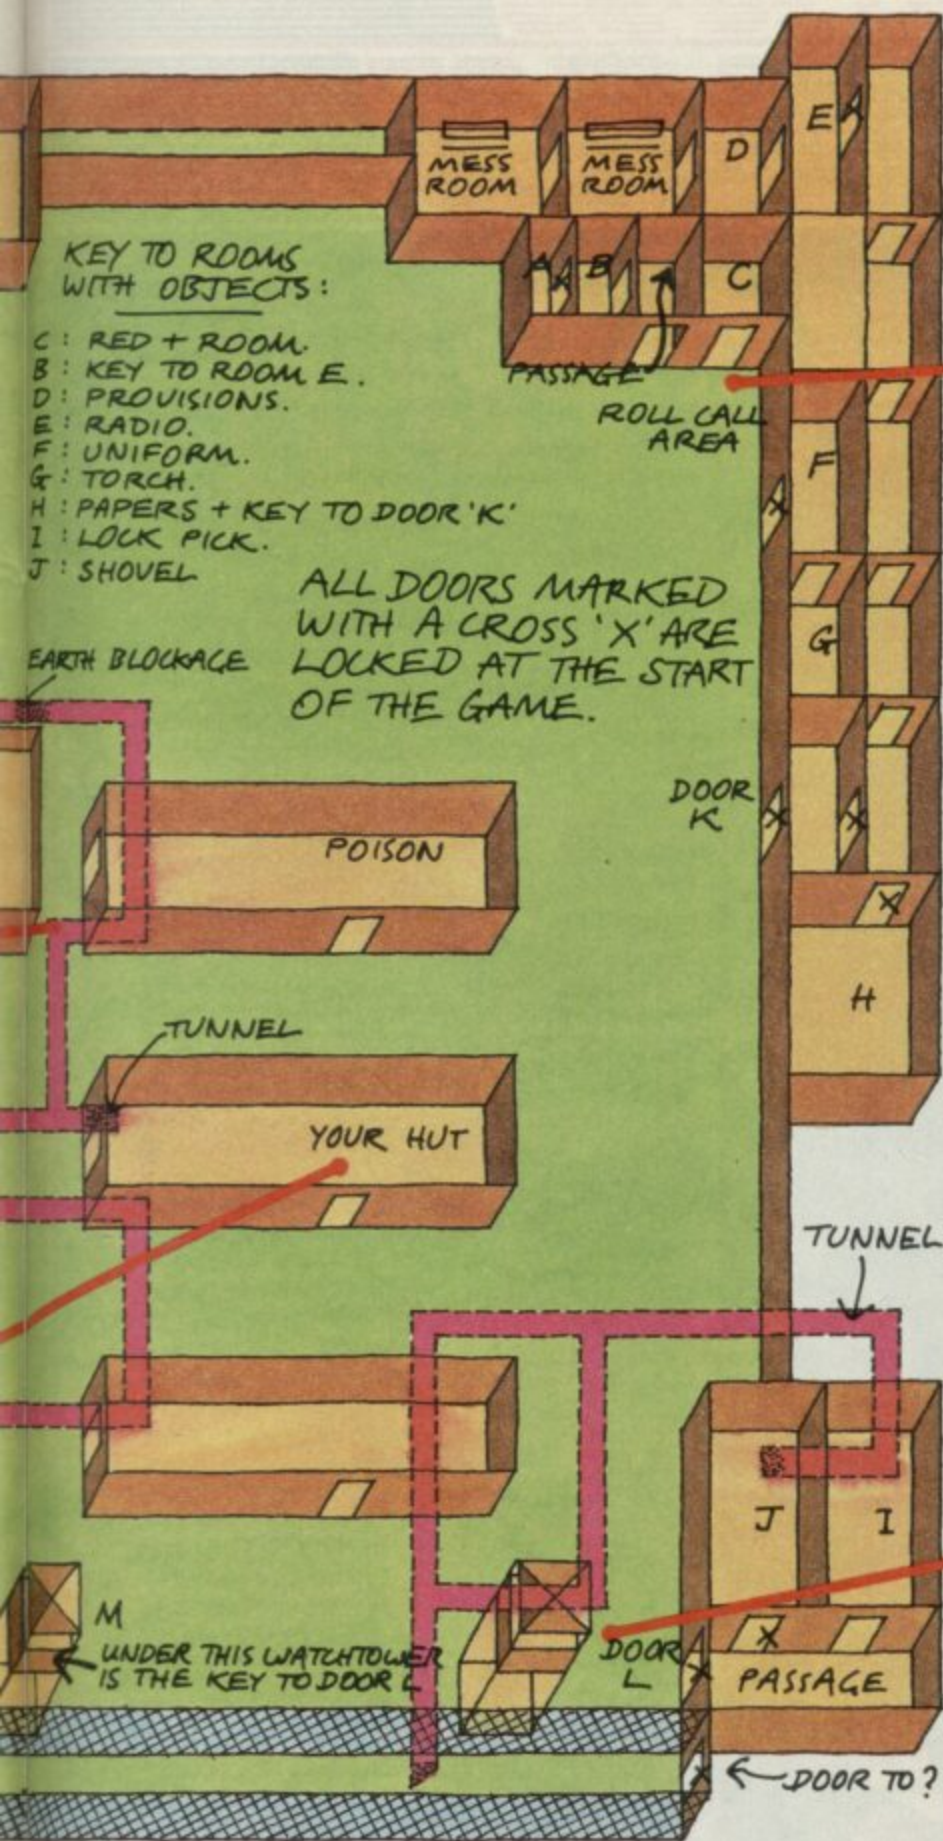 E
MESS
ROOM
MESS
ROOM
D
KEY TO ROOMS
WITH OBJECTS:
A
B
C
C: RED + ROOM.
B: KEY TO ROOM E.
D: PROVISIONS.
E: RADIO.
F: UNIFORM.
G: TORCH.
H: PAPERS + KEY TO DOOR 'K'
I: LOCK PICK.
J: SHOVEL
PASSAGE
ROLL CALL
AREA
F
X
ALL DOORS MARKED
WITH A CROSS 'X' ARE
LOCKED AT THE START
OF THE GAME.
G
EARTH BLOCKAGE
DOOR
K
X
X
POISON
X
H
TUNNEL
YOUR HUT
TUNNEL
J
I
M
UNDER THIS WATCHTOWER
IS THE KEY TO DOOR L
DOOR
L
X
X
PASSAGE
X
DOOR TO?